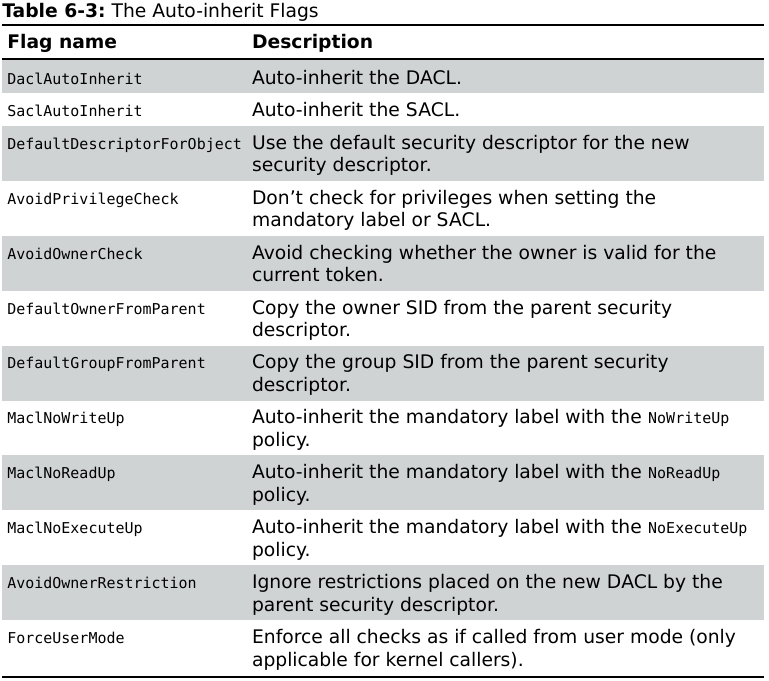 Table 6-3: The Auto-inherit Flags
Flag name Description
DaclAutoInherit Auto-inherit the DACL.
SaclAutoInherit Auto-inherit the SACL.
DefaultDescriptorForObject Use the default security descriptor for the new
security descriptor.
AvoidPrivilegeCheck Don’t check for privileges when setting the
mandatory label or SACL.
AvoidOwnerCheck Avoid checking whether the owner is valid for the
current token.
DefaultOwnerFromParent Copy the owner SID from the parent security
descriptor.
DefaultGroupFromParent Copy the group SID from the parent security
descriptor.
MaclNoWriteUp Auto-inherit the mandatory label with the NoWriteUp
policy.
MaclNoReadUp Auto-inherit the mandatory label with the NoReadUp
policy.
MaclNoExecuteUp Auto-inherit the mandatory label with the NoExecuteUp
policy.
AvoidOwnerRestriction Ignore restrictions placed on the new DACL by the
parent security descriptor.
ForceUserMode Enforce all checks as if called from user mode (only
applicable for kernel callers).